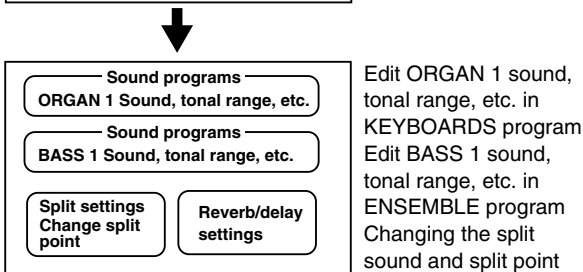 Sound programs
ORGAN 1 Sound, tonal range, etc.
Sound programs
BASS 1 Sound, tonal range, etc.
Split settings
Change split
point
Reverb/delay
settings
Edit ORGAN 1 sound,
tonal range, etc. in
KEYBOARDS program
Edit BASS 1 sound,
tonal range, etc. in
ENSEMBLE program
Changing the split
sound and split point